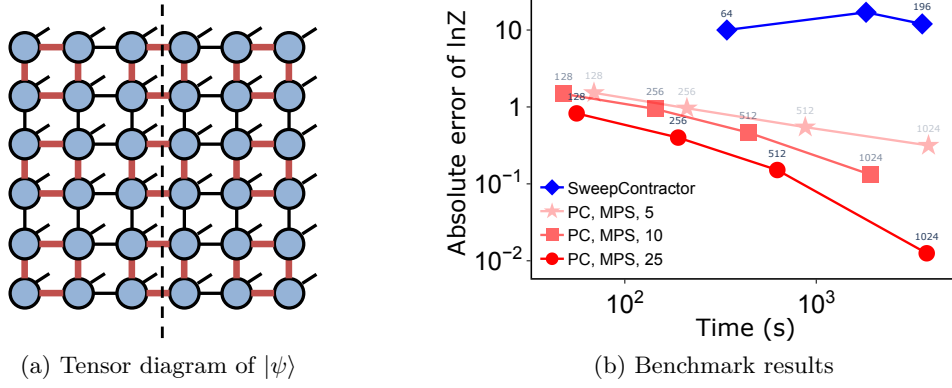 (a) Tensor diagram of |ψ⟩
Absolute error of lnZ
10
1
10⁻¹
10⁻²
64
196
128
128
256
256
128
256
512
512
512
1024
1024
1024
SweepContractor
PC, MPS, 5
PC, MPS, 10
PC, MPS, 25
10²
10³
Time (s)
(b) Benchmark results